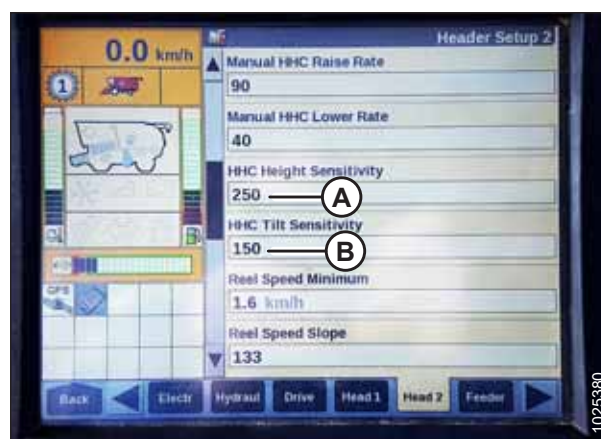 0.0 km/h
Header Setup 2
1
Manual HHC Raise Rate
90
Manual HHC Lower Rate
40
HHC Height Sensitivity
250
A
HHC Tilt Sensitivity
150
B
Reel Speed Minimum
1.6 km/h
GPS
Reel Speed Slope
133
Back
Electr
Hydraul
Drive
Head 1
Head 2
Feeder
1025380